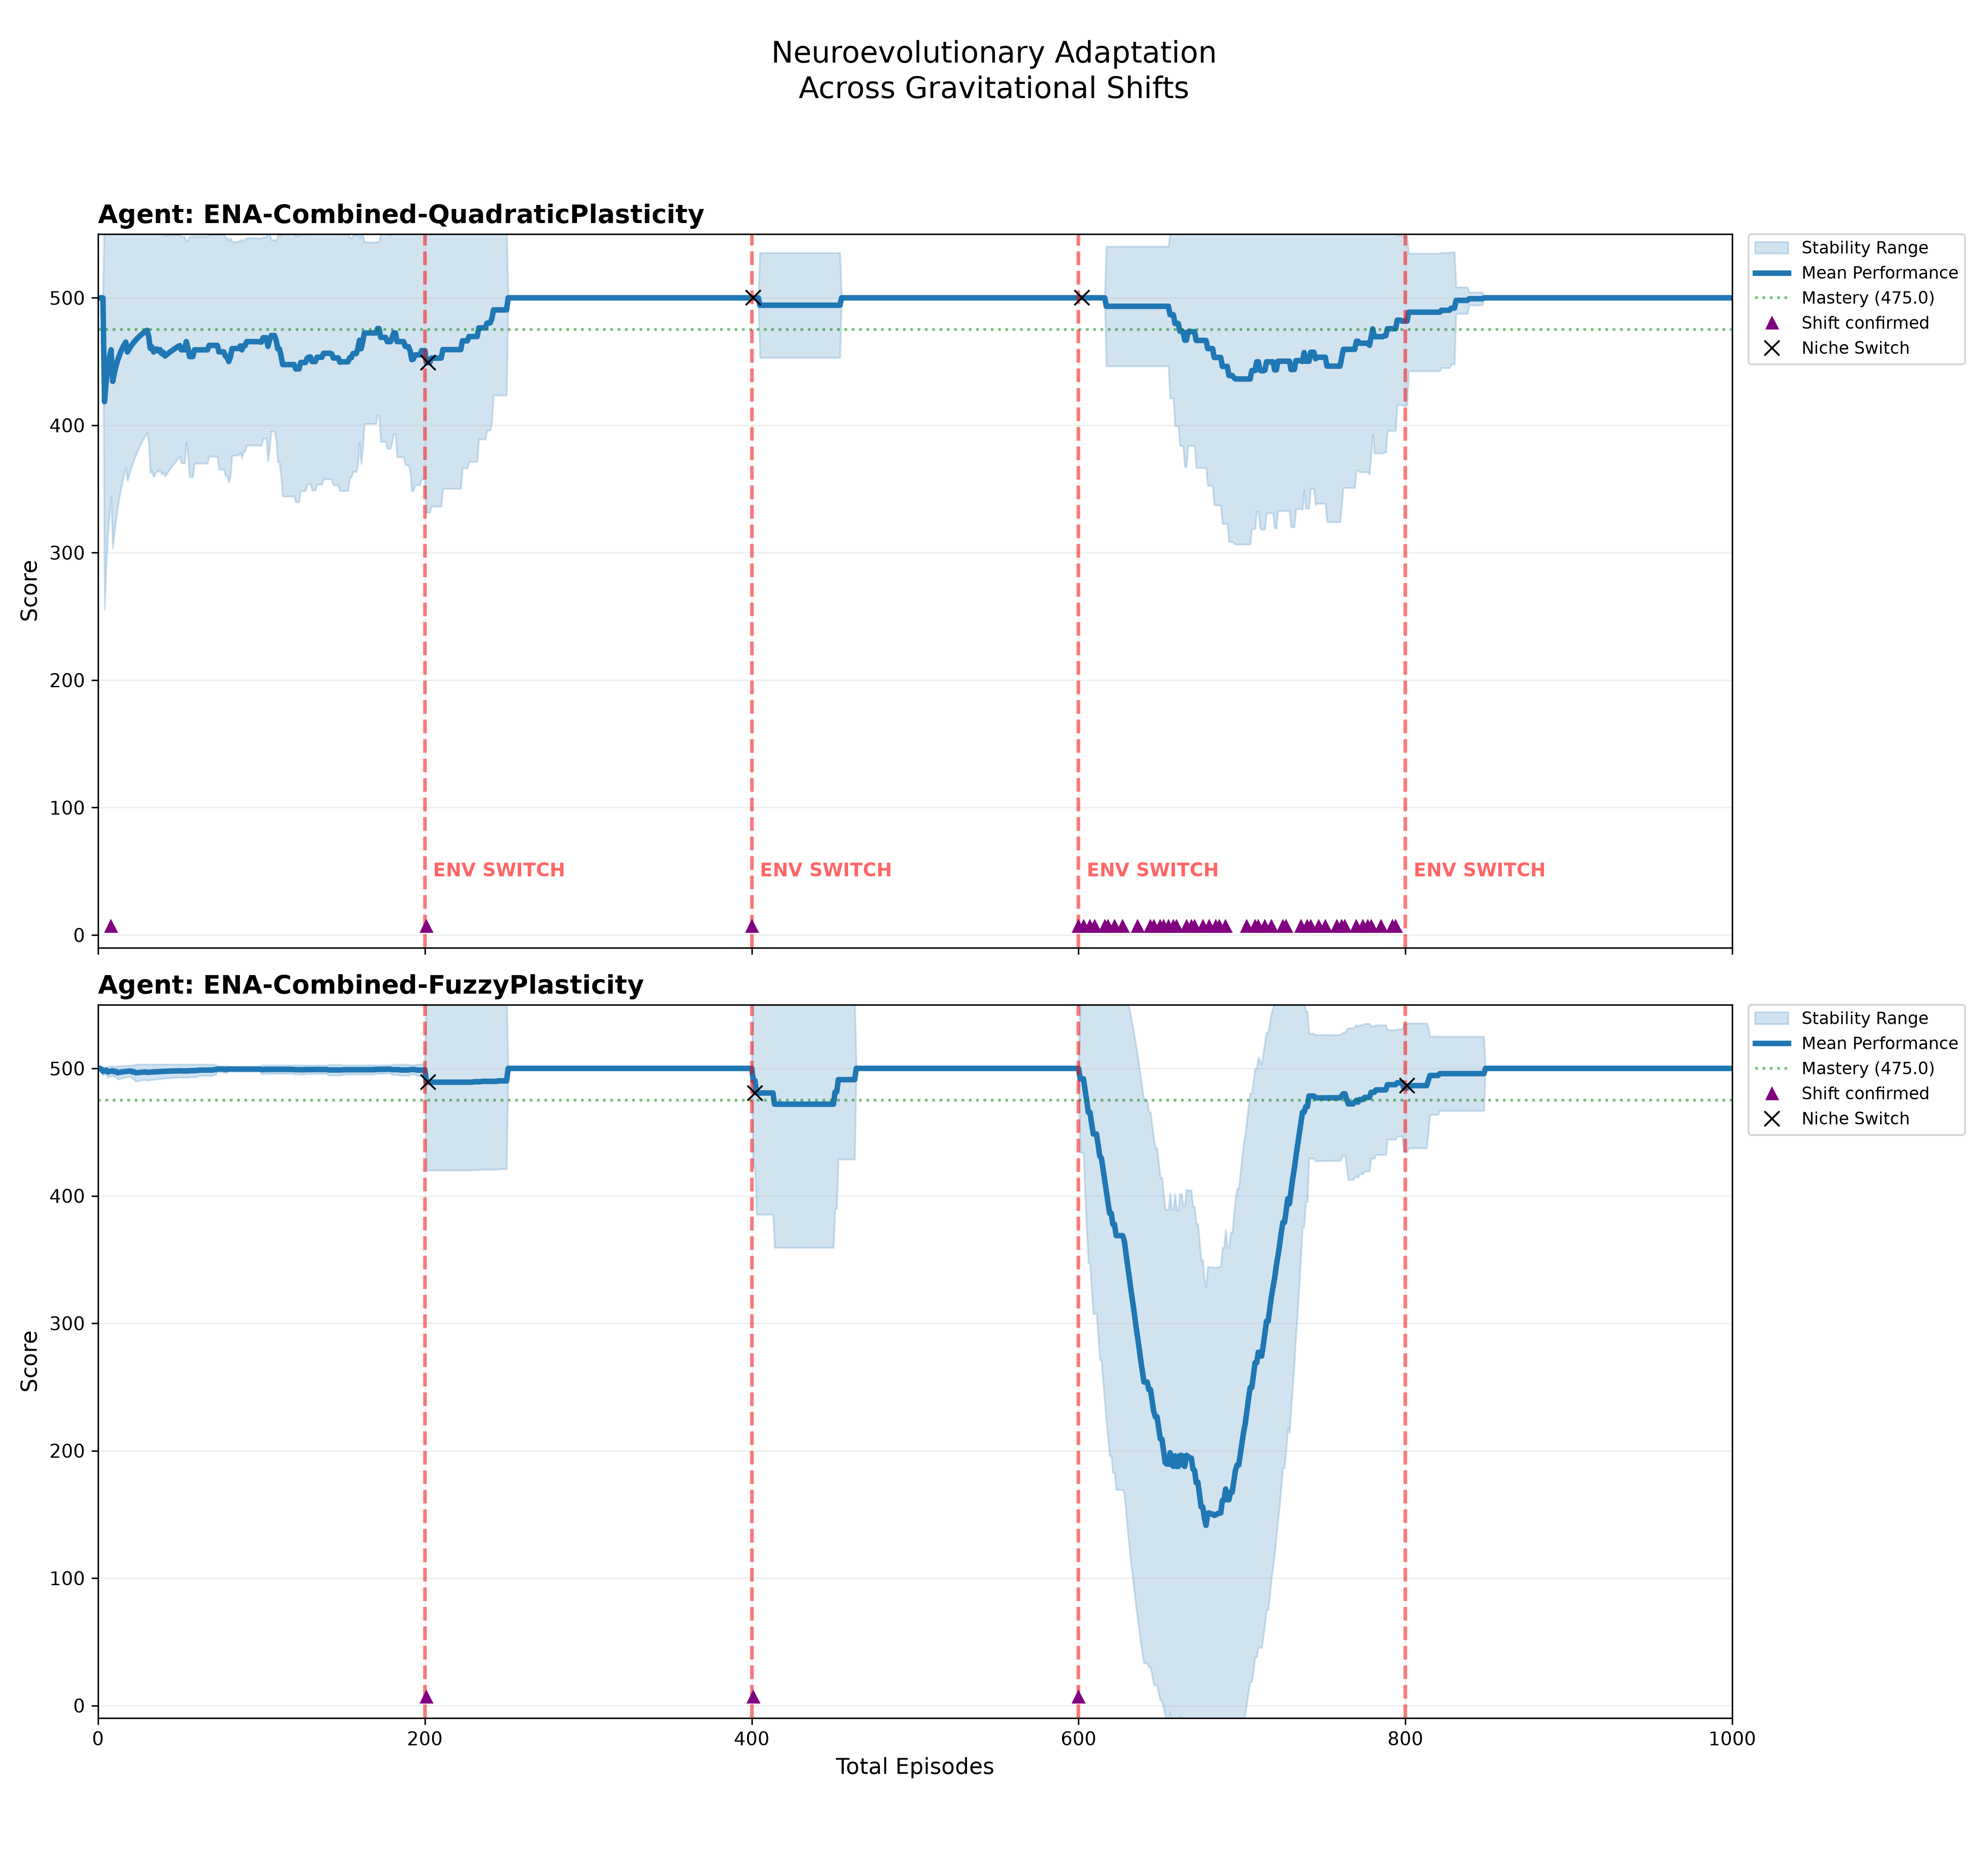 Neuroevolutionary Adaptation
Across Gravitational Shifts
Agent: ENA-Combined-QuadraticPlasticity
Stability Range
Mean Performance
Mastery (475.0)
Shift confirmed
Niche Switch
500
400
300
200
100
0
Score
ENV SWITCH
ENV SWITCH
ENV SWITCH
ENV SWITCH
Agent: ENA-Combined-FuzzyPlasticity
Stability Range
Mean Performance
Mastery (475.0)
Shift confirmed
Niche Switch
500
400
300
200
100
0
Score
0
200
400
600
800
1000
Total Episodes